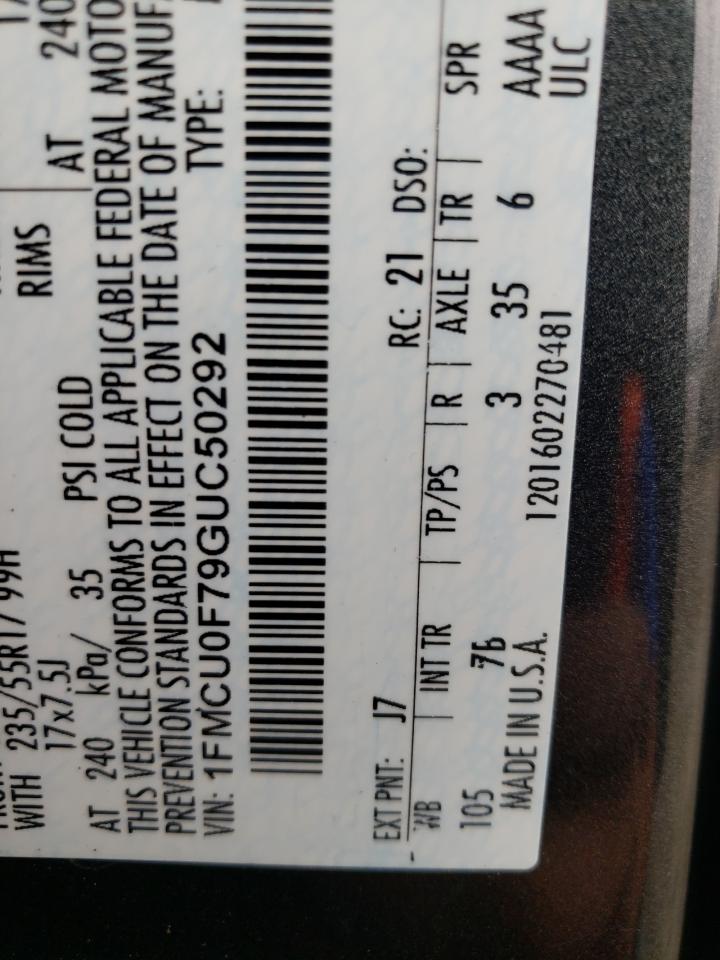 RIMS AT 240
WITH 235/55R17 99H
17x7.5J
AT 240 kPa/ 35 PSI COLD
THIS VEHICLE CONFORMS TO ALL APPLICABLE FEDERAL MOTO
PREVENTION STANDARDS IN EFFECT ON THE DATE OF MANUF
VIN: 1FMCU0F79GUC50292 TYPE:
EXT PNT: J7 RC: 21 DSO:
WB INT TR TP/PS R AXLE TR SPR
105 76 3 35 6 AAAA
MADE IN U.S.A. 1201602270481 ULC